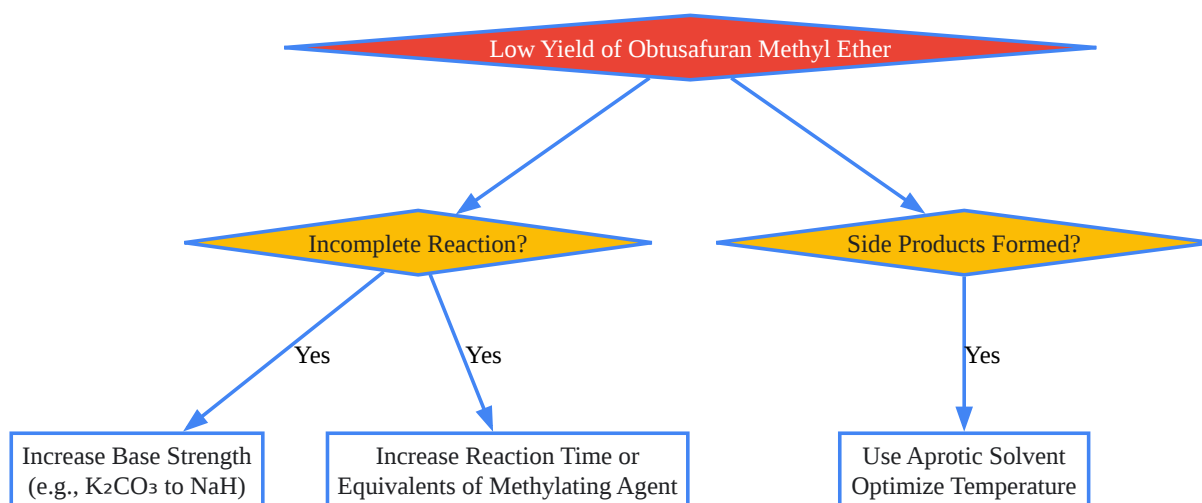 Low Yield of Obtusafuran Methyl Ether
Incomplete Reaction?
Side Products Formed?
Yes
Yes
Yes
Increase Base Strength
(e.g., K₂CO₃ to NaH)
Increase Reaction Time or
Equivalents of Methylating Agent
Use Aprotic Solvent
Optimize Temperature